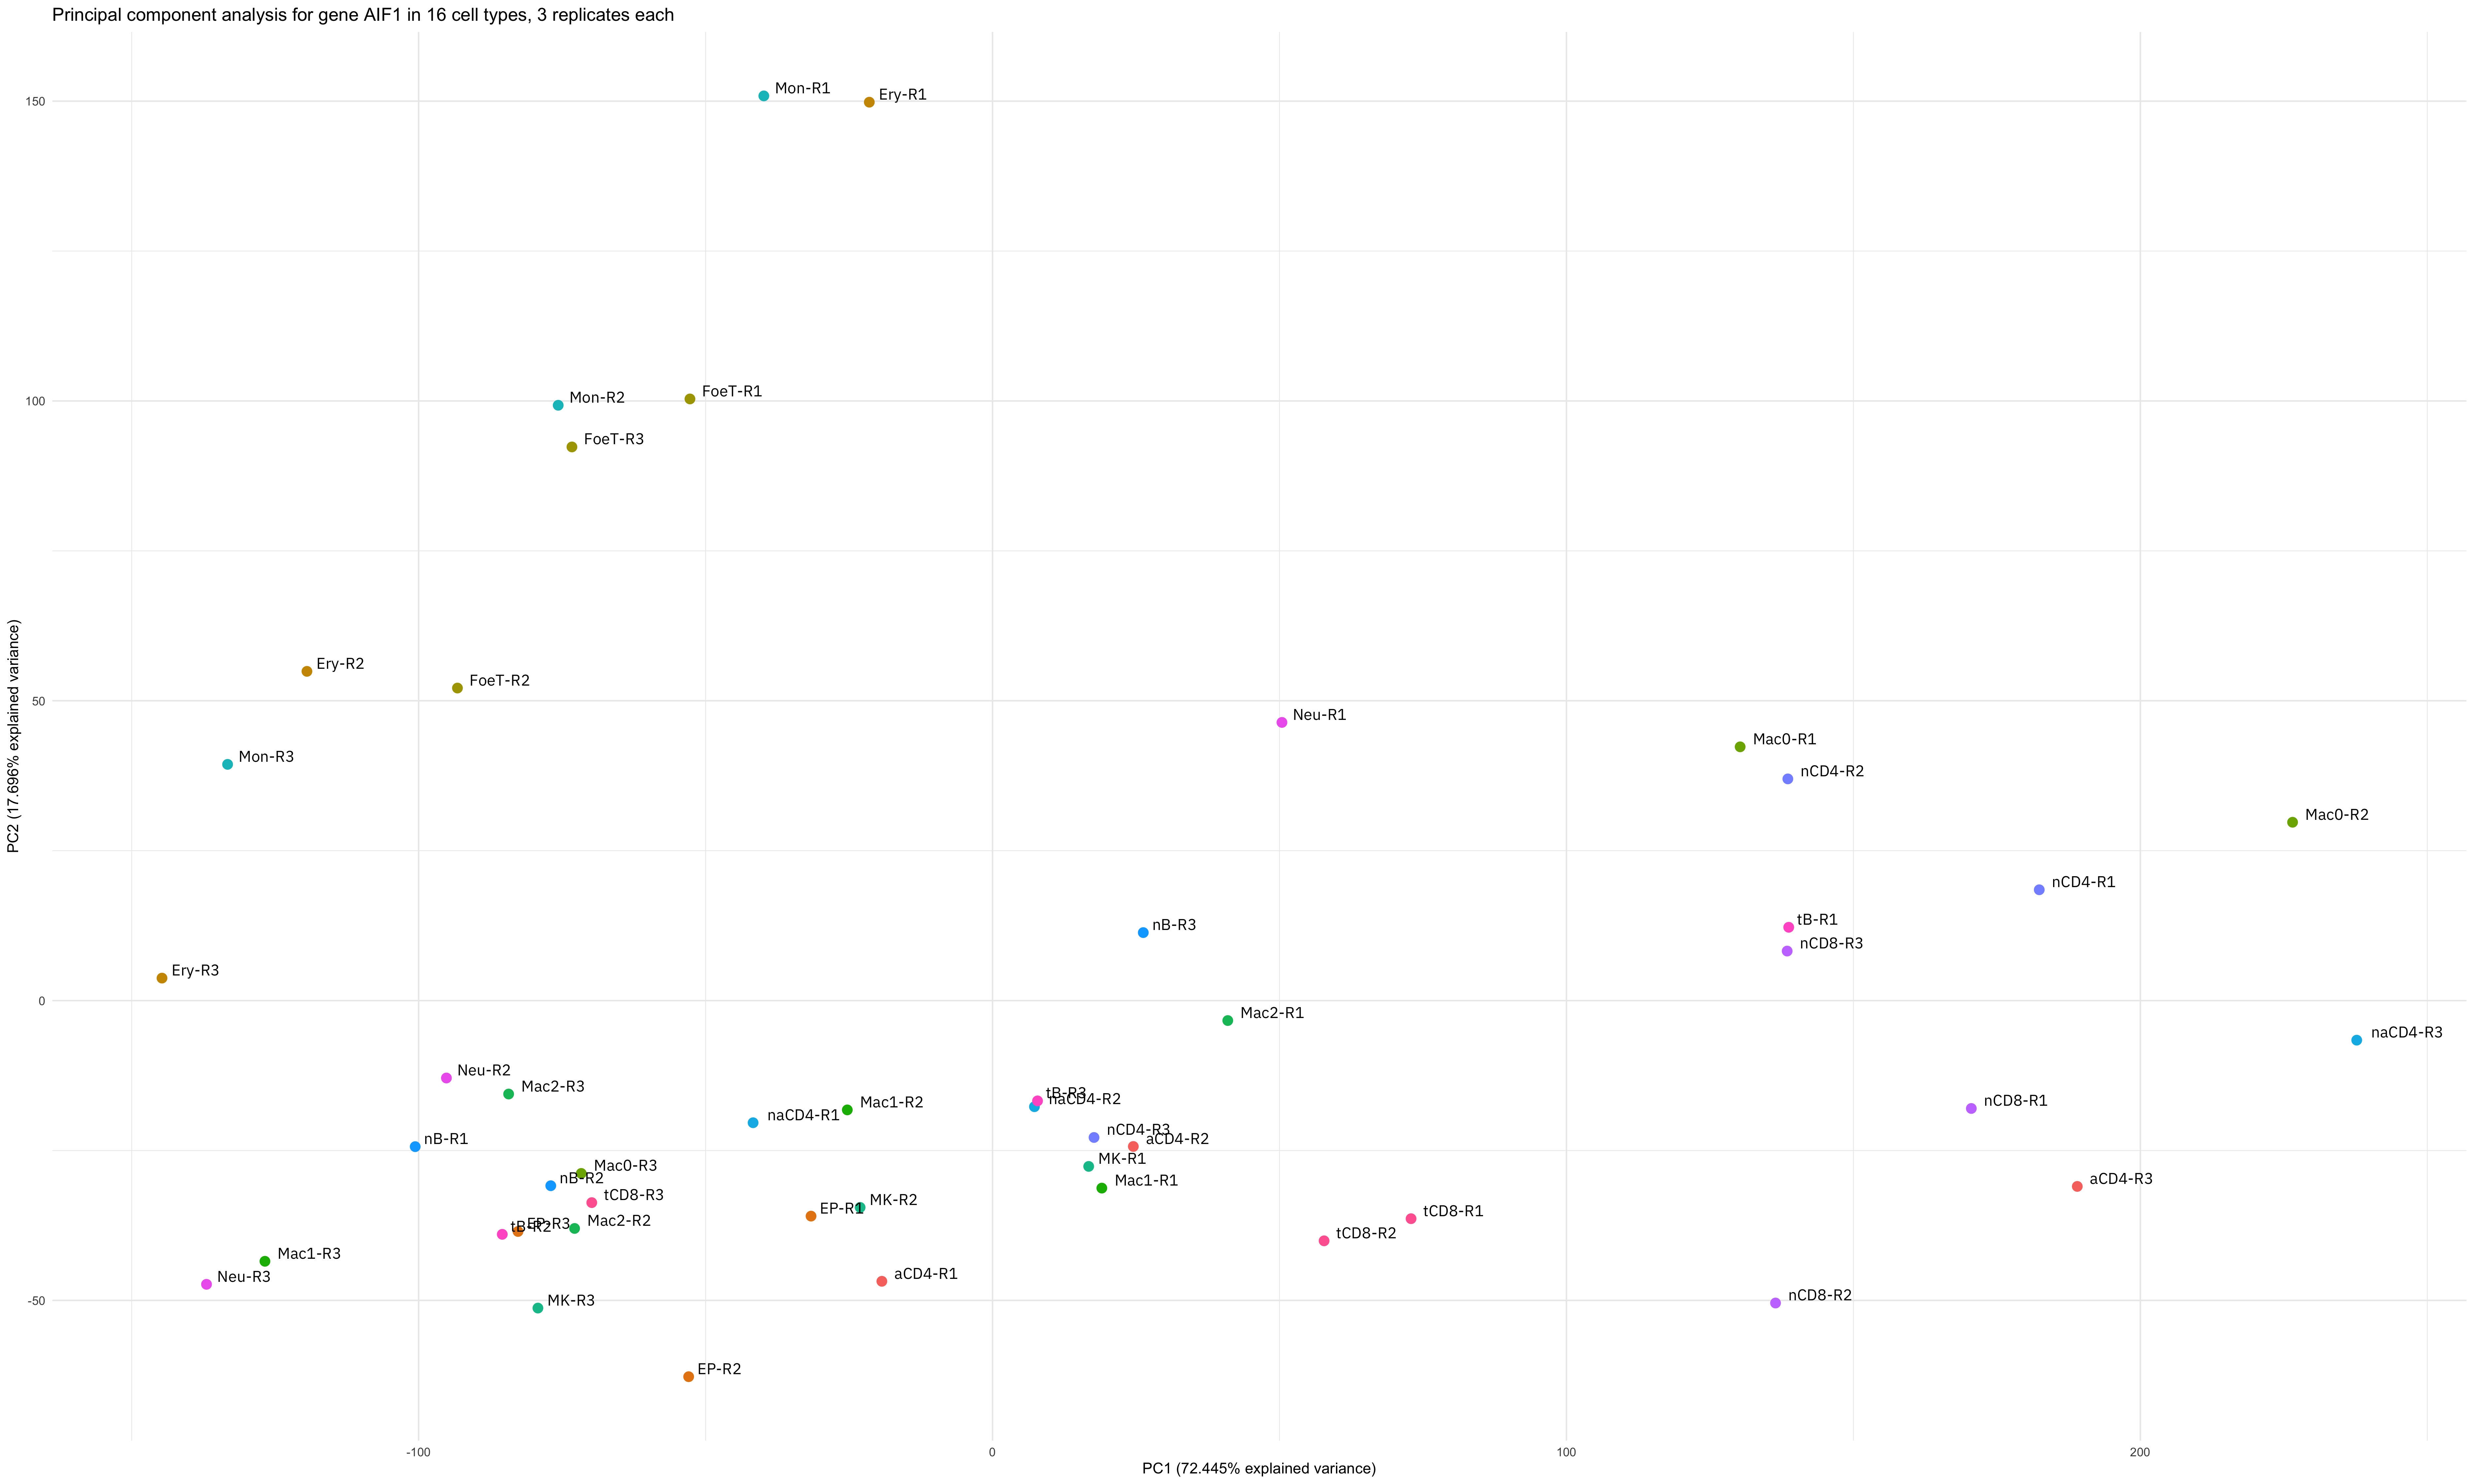 Principal component analysis for gene AIF1 in 16 cell types, 3 replicates each
Mon-R1
Ery-R1
150
FoeT-R1
Mon-R2
100
FoeT-R3
Ery-R2
FoeT-R2
50
Neu-R1
Mac0-R1
Mon-R3
nCD4-R2
Mac0-R2
PC2 (17.696% explained variance)
nCD4-R1
tB-R1
nB-R3
nCD8-R3
Ery-R3
0
Mac2-R1
naCD4-R3
Neu-R2
Mac2-R3
tB-R3
naCD4-R2
Mac1-R2
nCD8-R1
naCD4-R1
nCD4-R3
aCD4-R2
nB-R1
MK-R1
Mac0-R3
nB-R2
Mac1-R1
aCD4-R3
tCD8-R3
MK-R2
EP-R1
tCD8-R1
Mac2-R2
EP-R3
tB-R2
tCD8-R2
Mac1-R3
aCD4-R1
Neu-R3
nCD8-R2
MK-R3
-50
EP-R2
-100
0
100
200
PC1 (72.445% explained variance)